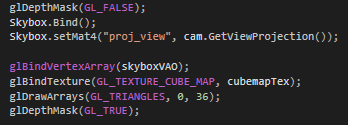 glDepthMask(GL_FALSE);
Skybox.Bind();
Skybox.setMat4("proj_view", cam.GetViewProjection());
glBindVertexArray(skyboxVAO);
glBindTexture(GL_TEXTURE_CUBE_MAP, cubemapTex);
glDrawArrays(GL_TRIANGLES, 0, 36);
glDepthMask(GL_TRUE);